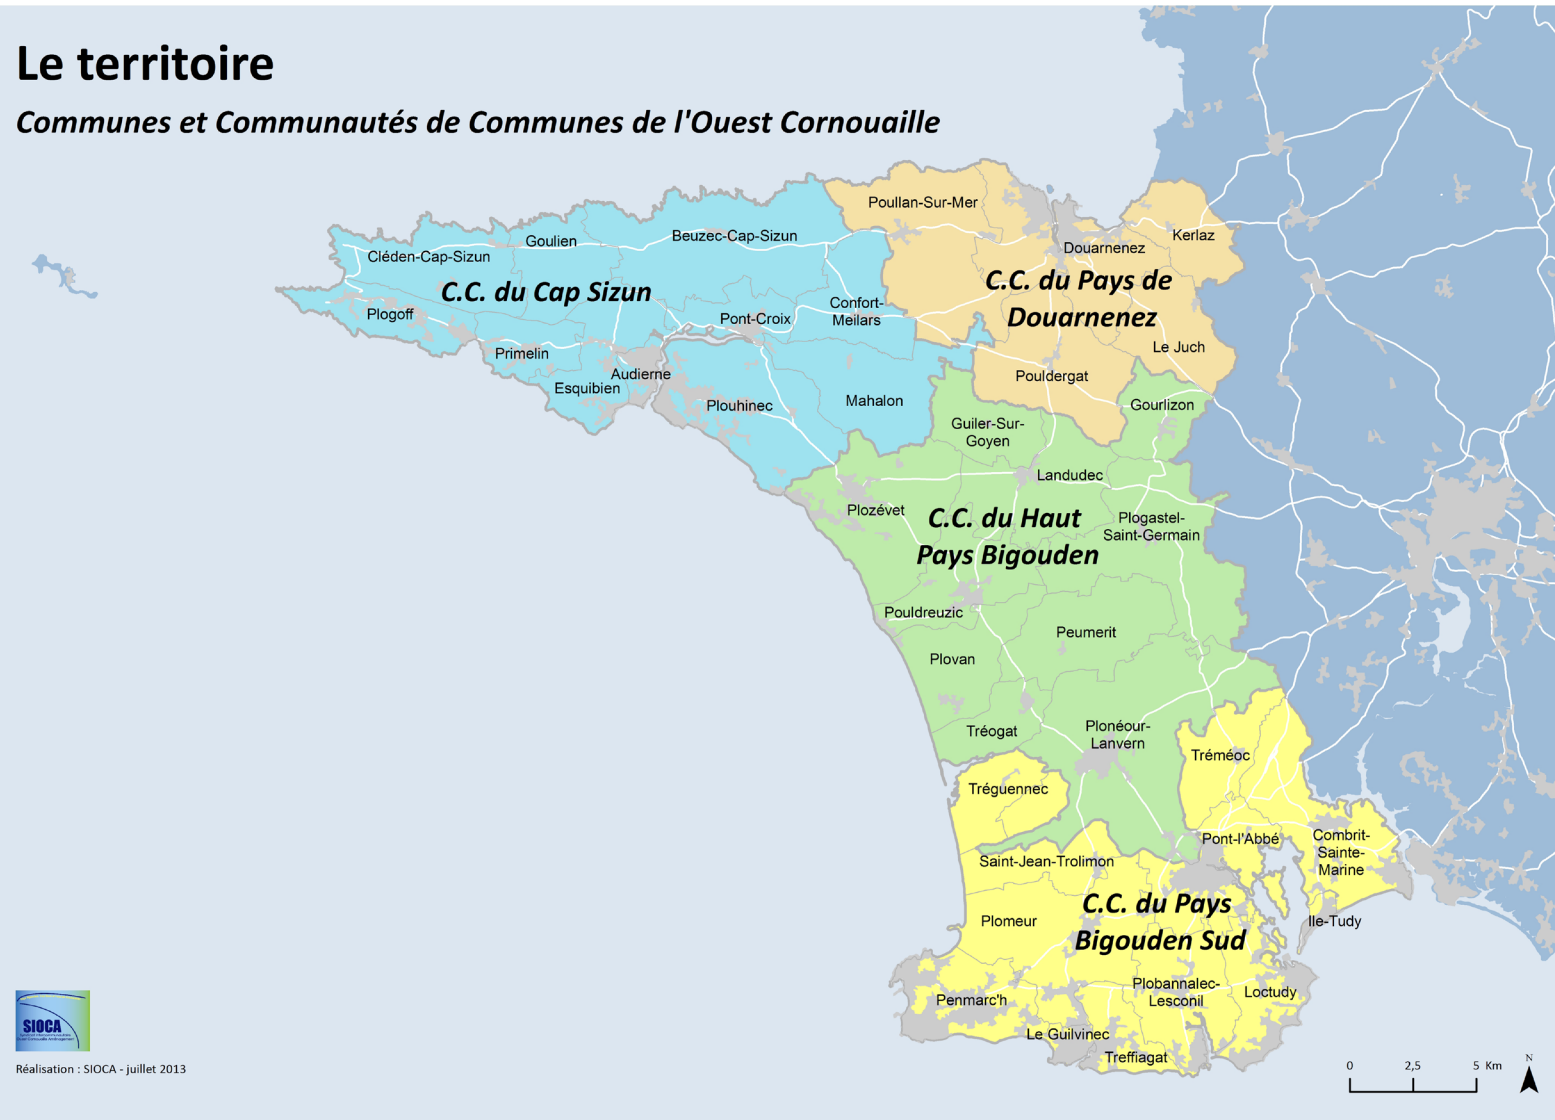 Le territoire
Communes et Communautés de Communes de l'Ouest Cornouaille
Poullan-Sur-Mer
Kerlaz
Beuzec-Cap-Sizun
Goulien
Douarnenez
Cléden-Cap-Sizun
C.C. du Pays de
Douarnenez
C.C. du Cap Sizun
Confort-
Meilars
Plogoff
Pont-Croix
Le Juch
Primelin
Audierne
Pouldergat
Esquibien
Plouhinec
Mahalon
Gourlizon
Guiler-Sur-
Goyen
Landudec
Plozévet
C.C. du Haut
Pays Bigouden
Plogastel-
Saint-Germain
Pouldreuzic
Peumerit
Plovan
Tréogat
Plonéour-
Lanvern
Tréméoc
Tréguennec
Pont-l'Abbé
Combrit-
Sainte-
Marine
Saint-Jean-Trolimon
C.C. du Pays
Bigouden Sud
Plomeur
Ile-Tudy
Plobannalec-
Lesconil
Loctudy
Penmarc'h
Le Guilvinec
Treffiagat
SIOCA
Réalisation : SIOCA - juillet 2013
0 2,5 5 Km
N